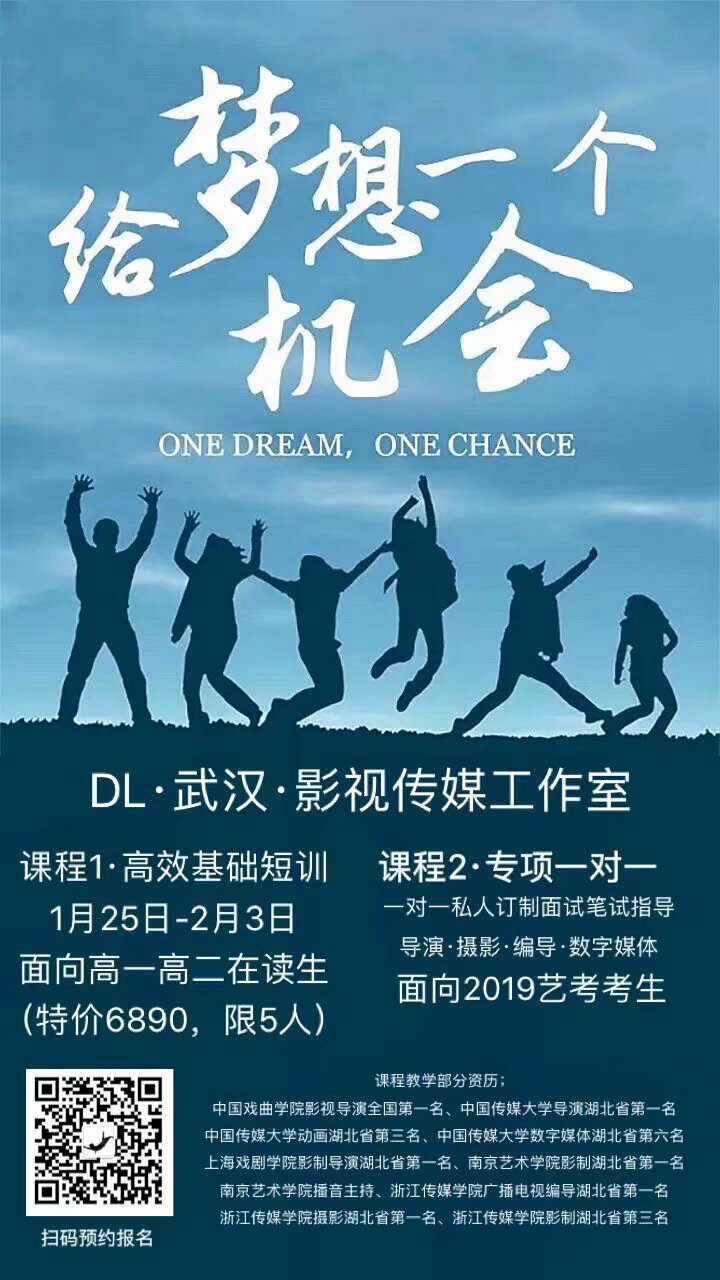 给梦想一个
机会
ONE DREAM，ONE CHANCE
DL·武汉·影视传媒工作室
课程1·高效基础短训
1月25日-2月3日
面向高一高二在读生
（特价6890，限5人）
课程2·专项一对一
一对一私人订制面试笔试指导
导演·摄影·编导·数字媒体
面向2019艺考考生
扫码预约报名
课程教学部分资历；
中国戏曲学院影视导演全国第一名、中国传媒大学导演湖北省第一名
中国传媒大学动画湖北省第三名、中国传媒大学数字媒体湖北省第六名
上海戏剧学院影制导演湖北省第一名、南京艺术学院影制湖北省第一名
南京艺术学院播音主持、浙江传媒学院广播电视编导湖北省第一名
浙江传媒学院摄影湖北省第一名、浙江传媒学院影制湖北省第三名